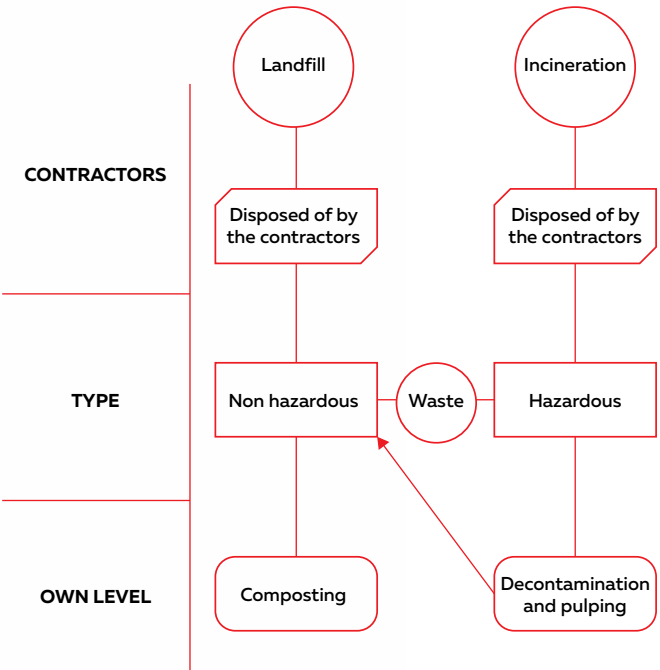 Landfill
Incineration
CONTRACTORS
Disposed of by
the contractors
Disposed of by
the contractors
TYPE
Non hazardous
Waste
Hazardous
OWN LEVEL
Composting
Decontamination
and pulping